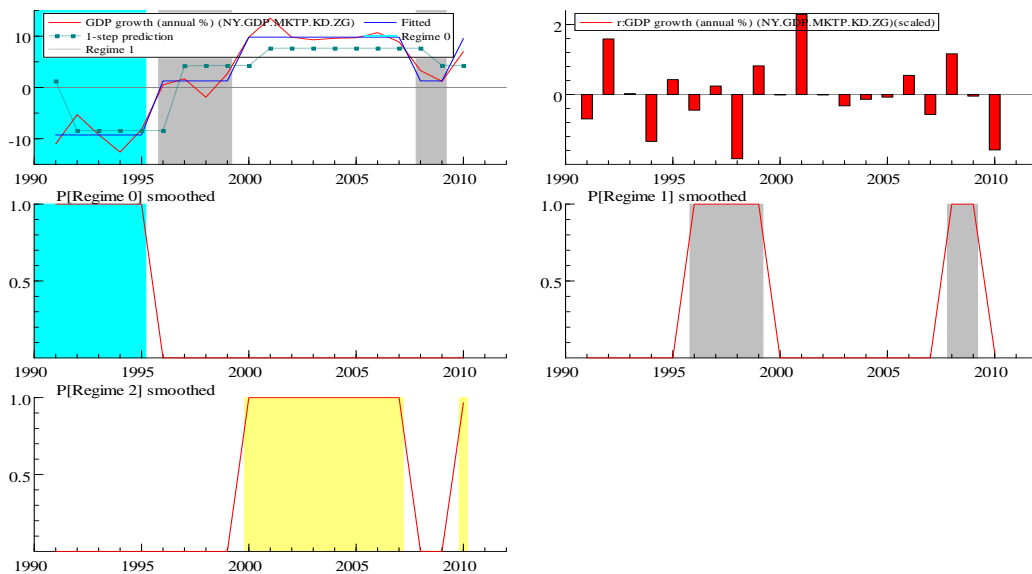 GDP growth (annual %) (NY.GDP.MKTP.KD.ZG) Fitted
1-step prediction Regime 0
Regime 1
10
0
-10
1990 1995 2000 2005 2010
r:GDP growth (annual %) (NY.GDP.MKTP.KD.ZG)(scaled)
2
0
1990 1995 2000 2005 2010
P[Regime 0] smoothed
1.0
0.5
1990 1995 2000 2005 2010
P[Regime 1] smoothed
1.0
0.5
1990 1995 2000 2005 2010
P[Regime 2] smoothed
1.0
0.5
1990 1995 2000 2005 2010